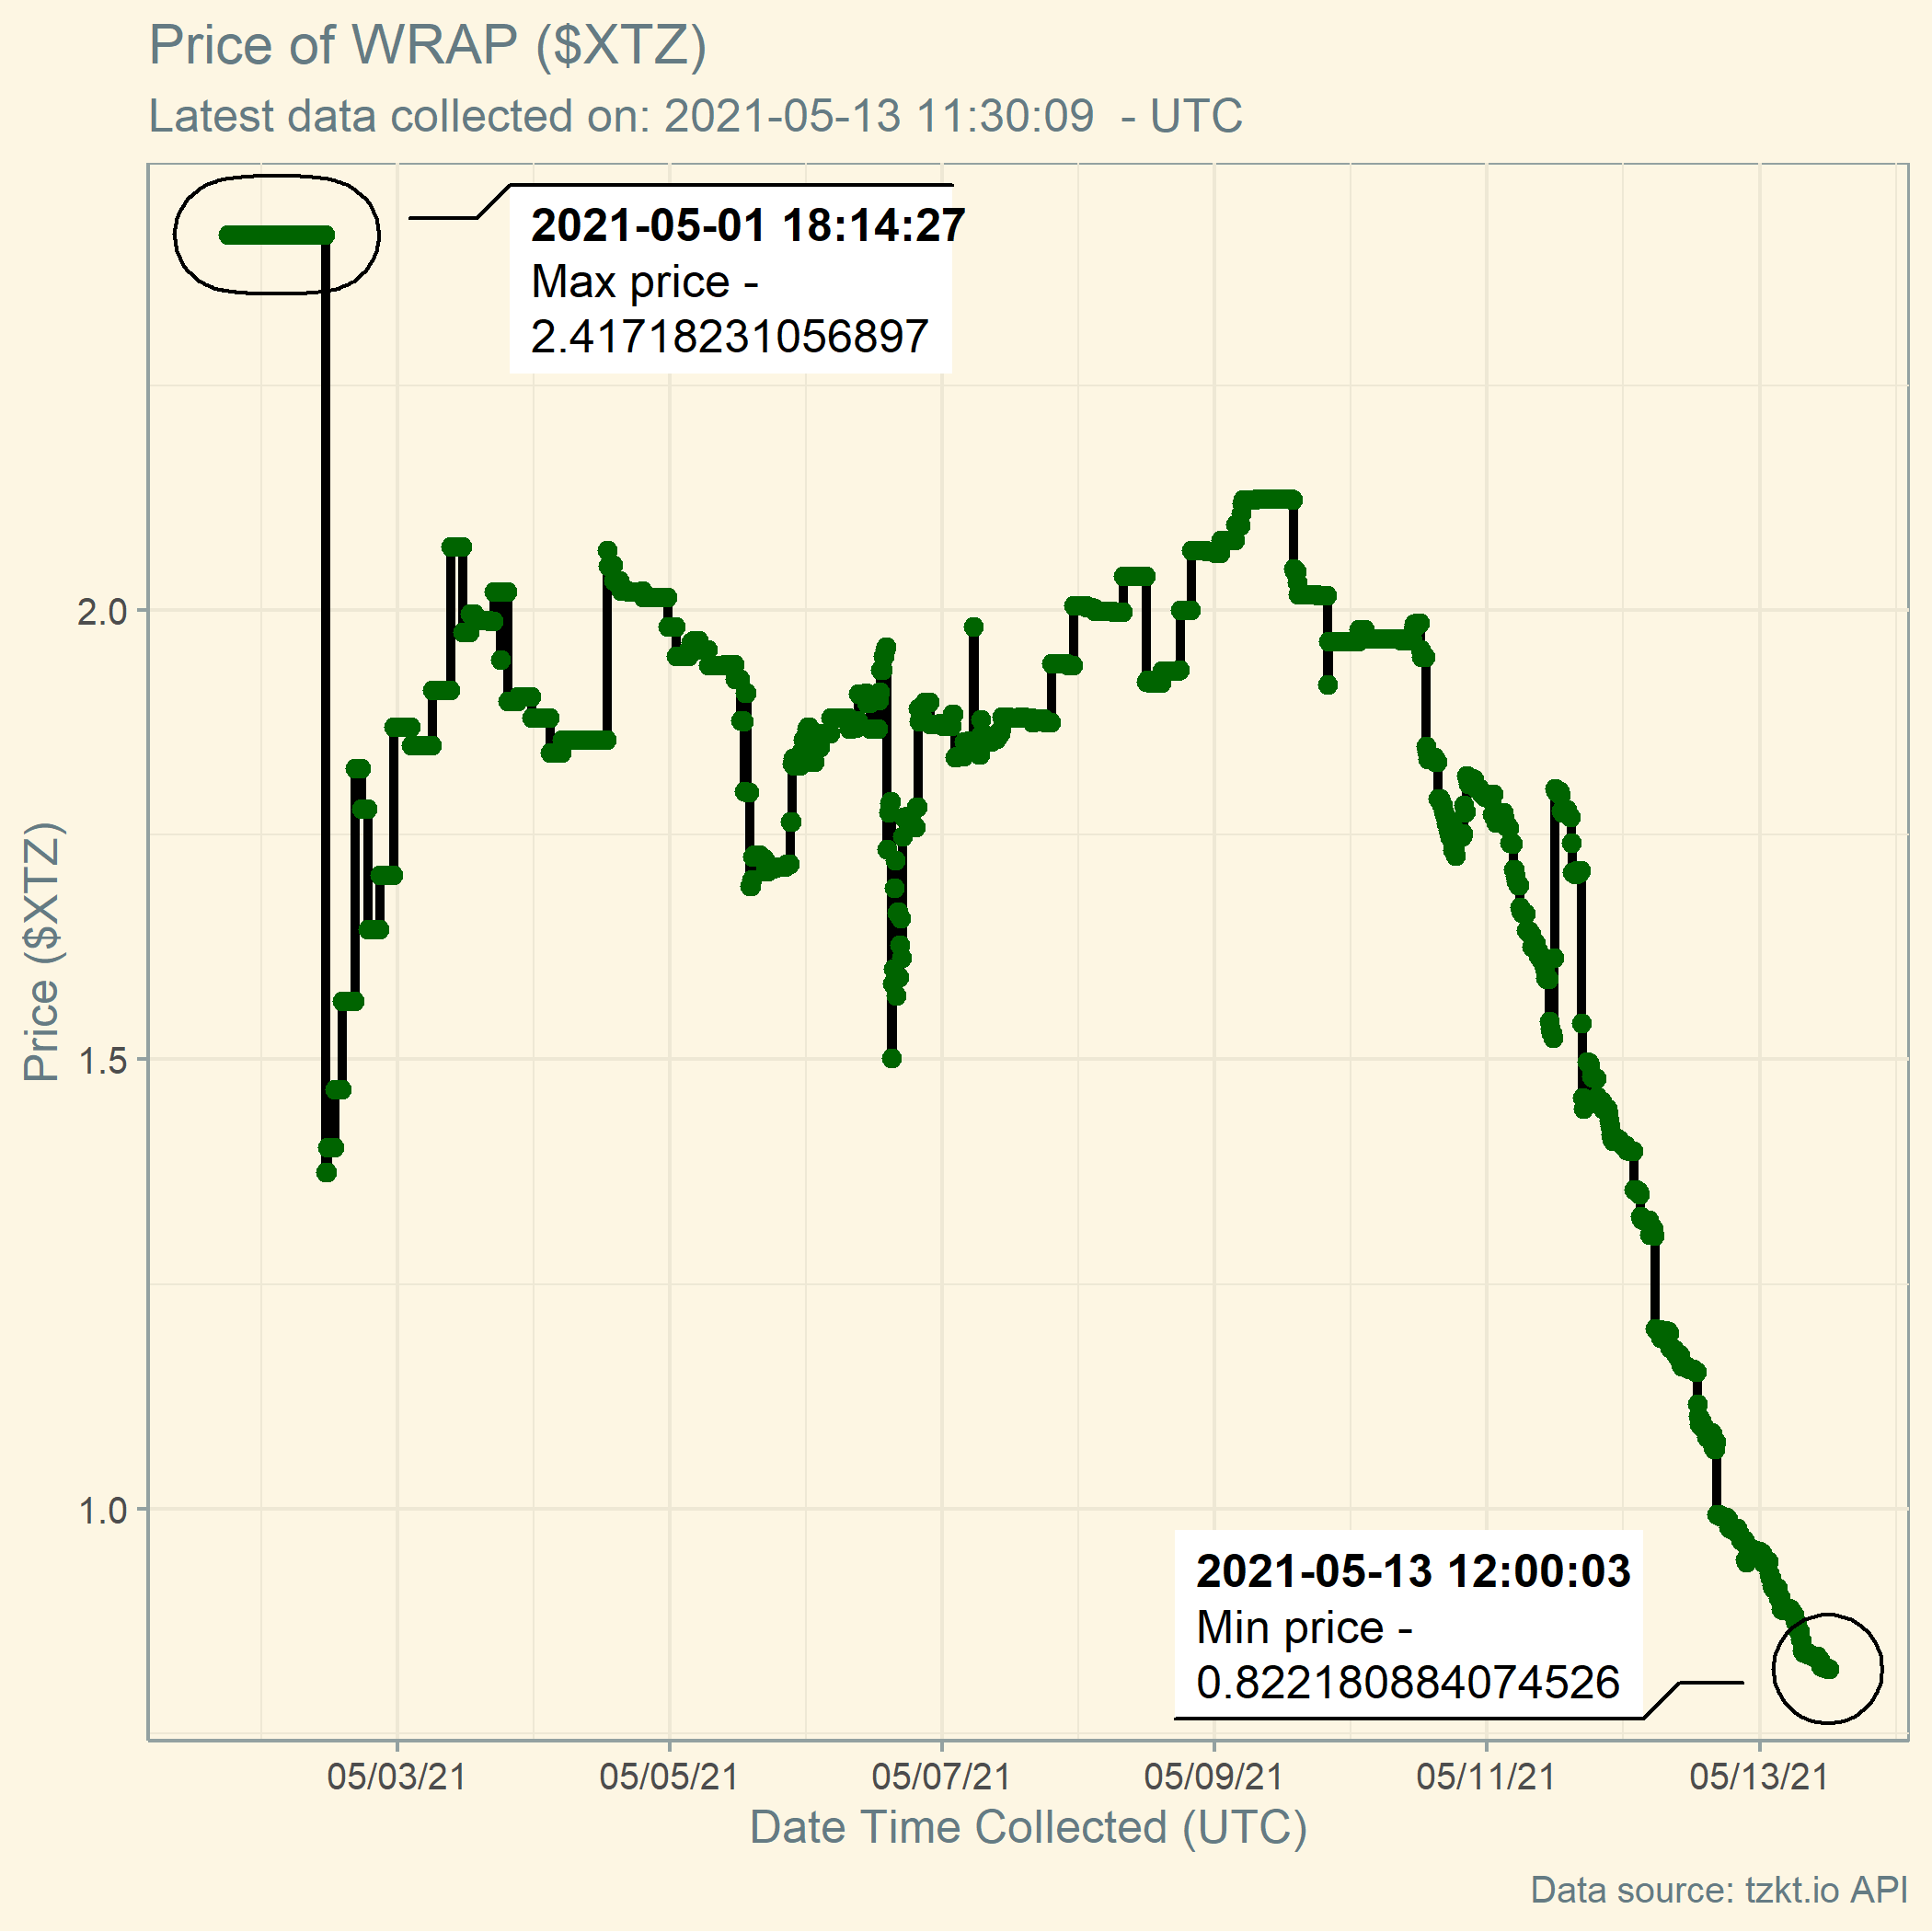 Price of WRAP ($XTZ)
Latest data collected on: 2021-05-13 11:30:09  - UTC
2021-05-01 18:14:27
Max price -
2.41718231056897
2.0
1.5
1.0
Price ($XTZ)
2021-05-13 12:00:03
Min price -
0.822180884074526
05/03/21
05/05/21
05/07/21
05/09/21
05/11/21
05/13/21
Date Time Collected (UTC)
Data source: tzkt.io API